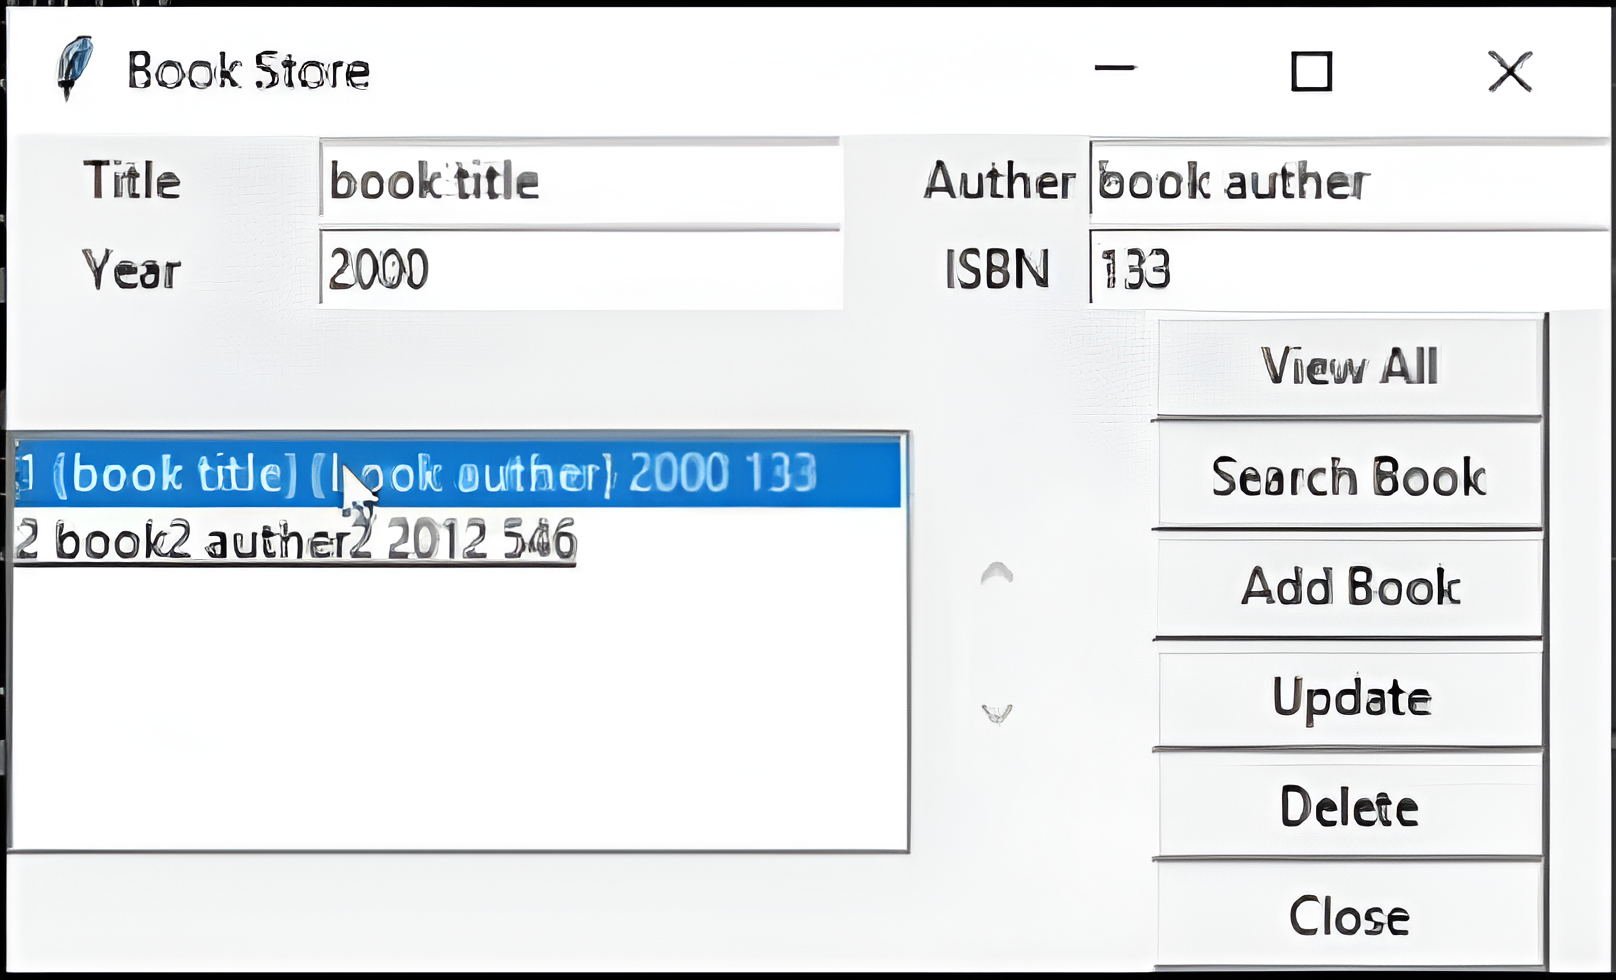 Book Store
Title book title Auther book auther
Year 2000 ISBN 133
View All
1 {book title} {book outher} 2000 133
Search Book
2 book2 auther2 2012 546
Add Book
Update
Delete
Close